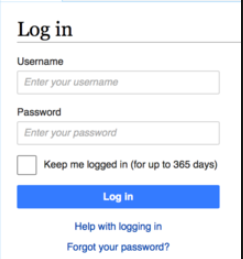 Log in
Username
Enter your username
Password
Enter your password
Keep me logged in (for up to 365 days)
Log in
Help with logging in
Forgot your password?